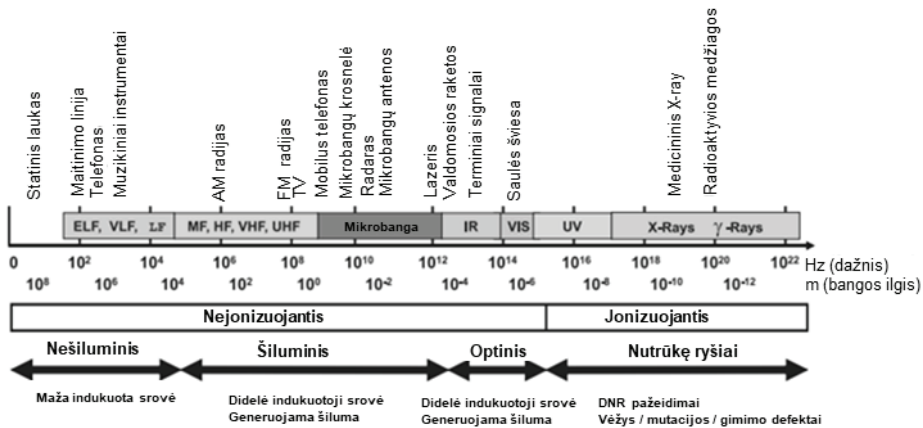 Statinis laukas
Maitinimo linija
Telefonas
Muzikiniai instrumentai
AM radijas
FM radijas
TV
Mobilus telefonas
Mikrobangų krosnelė
Radaras
Mikrobangų antenos
Lazeris
Valdomosios raketos
Terminiai signalai
Saulės šviesa
Medicininis X-ray
Radioaktyvios medžiagos
ELF, VLF, LF MF, HF, VHF, UHF Mikrobanga IR VIS UV X-Rays γ-Rays
0 10² 10⁴ 10⁶ 10⁸ 10¹⁰ 10¹² 10¹⁴ 10¹⁶ 10¹⁸ 10²⁰ 10²² Hz (dažnis)
10⁸ 10⁶ 10⁴ 10² 10⁰ 10⁻² 10⁻⁴ 10⁻⁶ 10⁻⁸ 10⁻¹⁰ 10⁻¹² m (bangos ilgis)
Nejonizuojantis Jonizuojantis
Nešiluminis Šiluminis Optinis Nutrūkę ryšiai
Maža indukuota srovė Didelė indukuotoji srovė Didelė indukuotoji srovė DNR pažeidimai
Generuojama šiluma Generuojama šiluma Vėžys / mutacijos / gimimo defektai